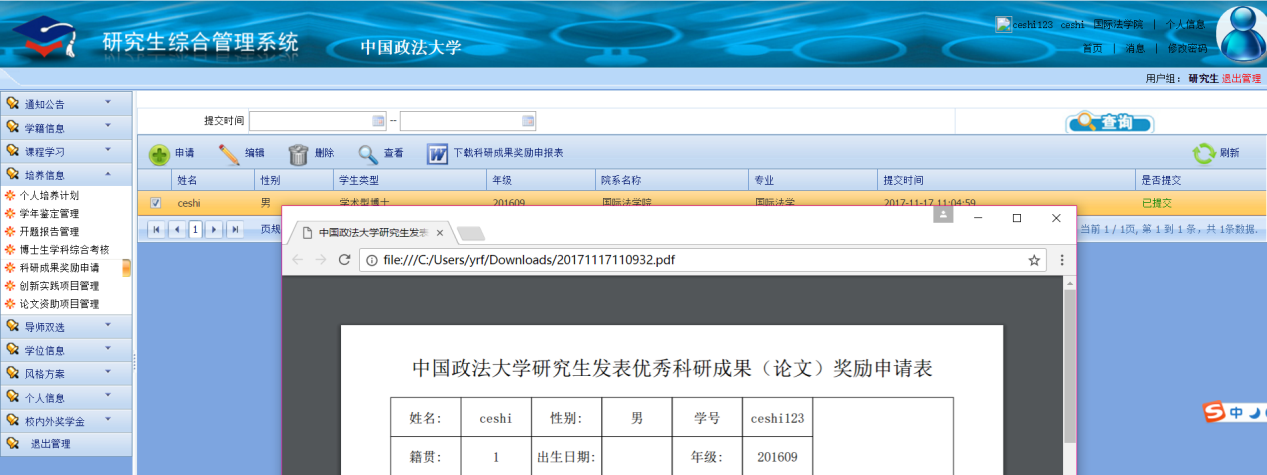 ceshi123 ceshi 国际法学院 | 个人信息
研究生综合管理系统
中国政法大学
首页 | 消息 | 修改密码
用户组： 研究生 退出管理
通知公告
学籍信息
课程学习
培养信息
个人培养计划
学年鉴定管理
开题报告管理
博士生学科综合考核
科研成果奖励申请
创新实践项目管理
论文资助项目管理
导师双选
学位信息
风格方案
个人信息
校内外奖学金
退出管理
提交时间 -- 查询
申请 编辑 删除 查看 下载科研成果奖励申报表 刷新
姓名 性别 学生类型 年级 院系名称 专业 提交时间 是否提交
ceshi 男 学术型博士 201609 国际法学院 国际法学 2017-11-17 11:04:59 已提交
1 页规 当前 1 / 1页, 第 1 到 1 条, 共 1条数据.
中国政法大学研究生发表
file:///C:/Users/yrf/Downloads/20171117110932.pdf
中国政法大学研究生发表优秀科研成果（论文）奖励申请表
姓名: ceshi 性别: 男 学号 ceshi123
籍贯: 1 出生日期: 年级: 201609
中